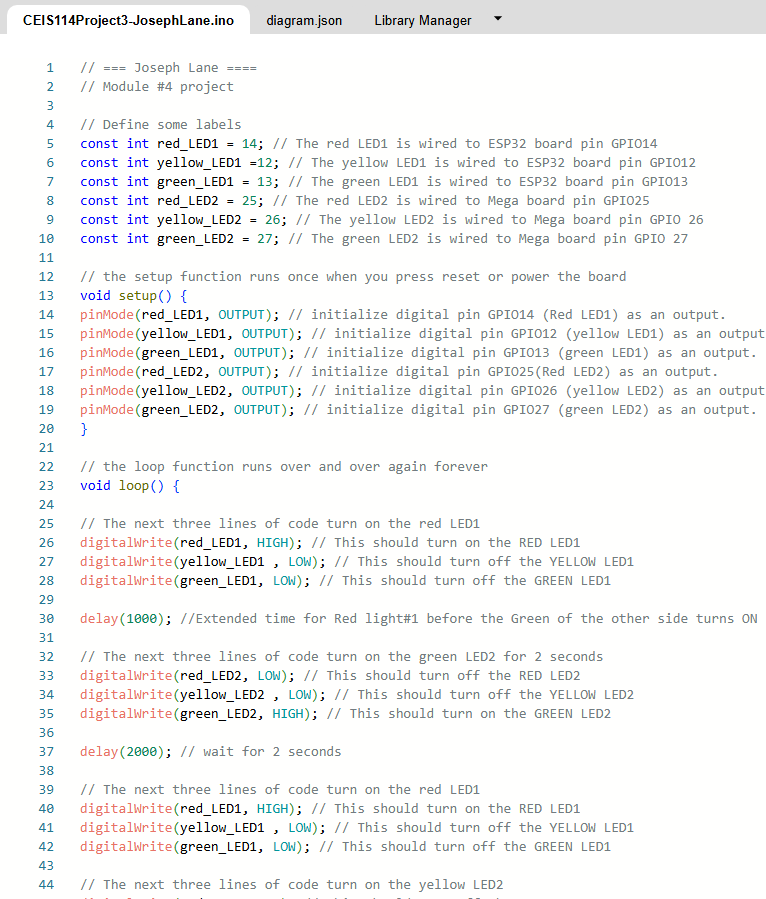 CEIS114Project3-JosephLane.ino diagram.json Library Manager
1 // === Joseph Lane ====
2 // Module #4 project
3
4 // Define some labels
5 const int red_LED1 = 14; // The red LED1 is wired to ESP32 board pin GPIO14
6 const int yellow_LED1 =12; // The yellow LED1 is wired to ESP32 board pin GPIO12
7 const int green_LED1 = 13; // The green LED1 is wired to ESP32 board pin GPIO13
8 const int red_LED2 = 25; // The red LED2 is wired to Mega board pin GPIO25
9 const int yellow_LED2 = 26; // The yellow LED2 is wired to Mega board pin GPIO 26
10 const int green_LED2 = 27; // The green LED2 is wired to Mega board pin GPIO 27
11
12 // the setup function runs once when you press reset or power the board
13 void setup() {
14 pinMode(red_LED1, OUTPUT); // initialize digital pin GPIO14 (Red LED1) as an output.
15 pinMode(yellow_LED1, OUTPUT); // initialize digital pin GPIO12 (yellow LED1) as an output
16 pinMode(green_LED1, OUTPUT); // initialize digital pin GPIO13 (green LED1) as an output.
17 pinMode(red_LED2, OUTPUT); // initialize digital pin GPIO25(Red LED2) as an output.
18 pinMode(yellow_LED2, OUTPUT); // initialize digital pin GPIO26 (yellow LED2) as an output
19 pinMode(green_LED2, OUTPUT); // initialize digital pin GPIO27 (green LED2) as an output.
20 }
21
22 // the loop function runs over and over again forever
23 void loop() {
24
25 // The next three lines of code turn on the red LED1
26 digitalWrite(red_LED1, HIGH); // This should turn on the RED LED1
27 digitalWrite(yellow_LED1 , LOW); // This should turn off the YELLOW LED1
28 digitalWrite(green_LED1, LOW); // This should turn off the GREEN LED1
29
30 delay(1000); //Extended time for Red light#1 before the Green of the other side turns ON
31
32 // The next three lines of code turn on the green LED2 for 2 seconds
33 digitalWrite(red_LED2, LOW); // This should turn off the RED LED2
34 digitalWrite(yellow_LED2 , LOW); // This should turn off the YELLOW LED2
35 digitalWrite(green_LED2, HIGH); // This should turn on the GREEN LED2
36
37 delay(2000); // wait for 2 seconds
38
39 // The next three lines of code turn on the red LED1
40 digitalWrite(red_LED1, HIGH); // This should turn on the RED LED1
41 digitalWrite(yellow_LED1 , LOW); // This should turn off the YELLOW LED1
42 digitalWrite(green_LED1, LOW); // This should turn off the GREEN LED1
43
44 // The next three lines of code turn on the yellow LED2